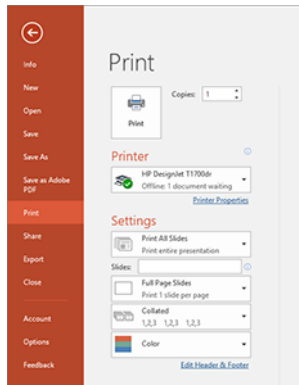 Print
Info
New
Open
Save
Save As
Save as Adobe
PDF
Print
Share
Export
Close
Account
Options
Feedback
Copies: 1
Print
Printer
HP DesignJet T1700dr
Offline: 1 document waiting
Printer Properties
Settings
Print All Slides
Print entire presentation
Slides:
Full Page Slides
Print 1 slide per page
Collated
1,2,3 1,2,3 1,2,3
Color
Edit Header & Footer